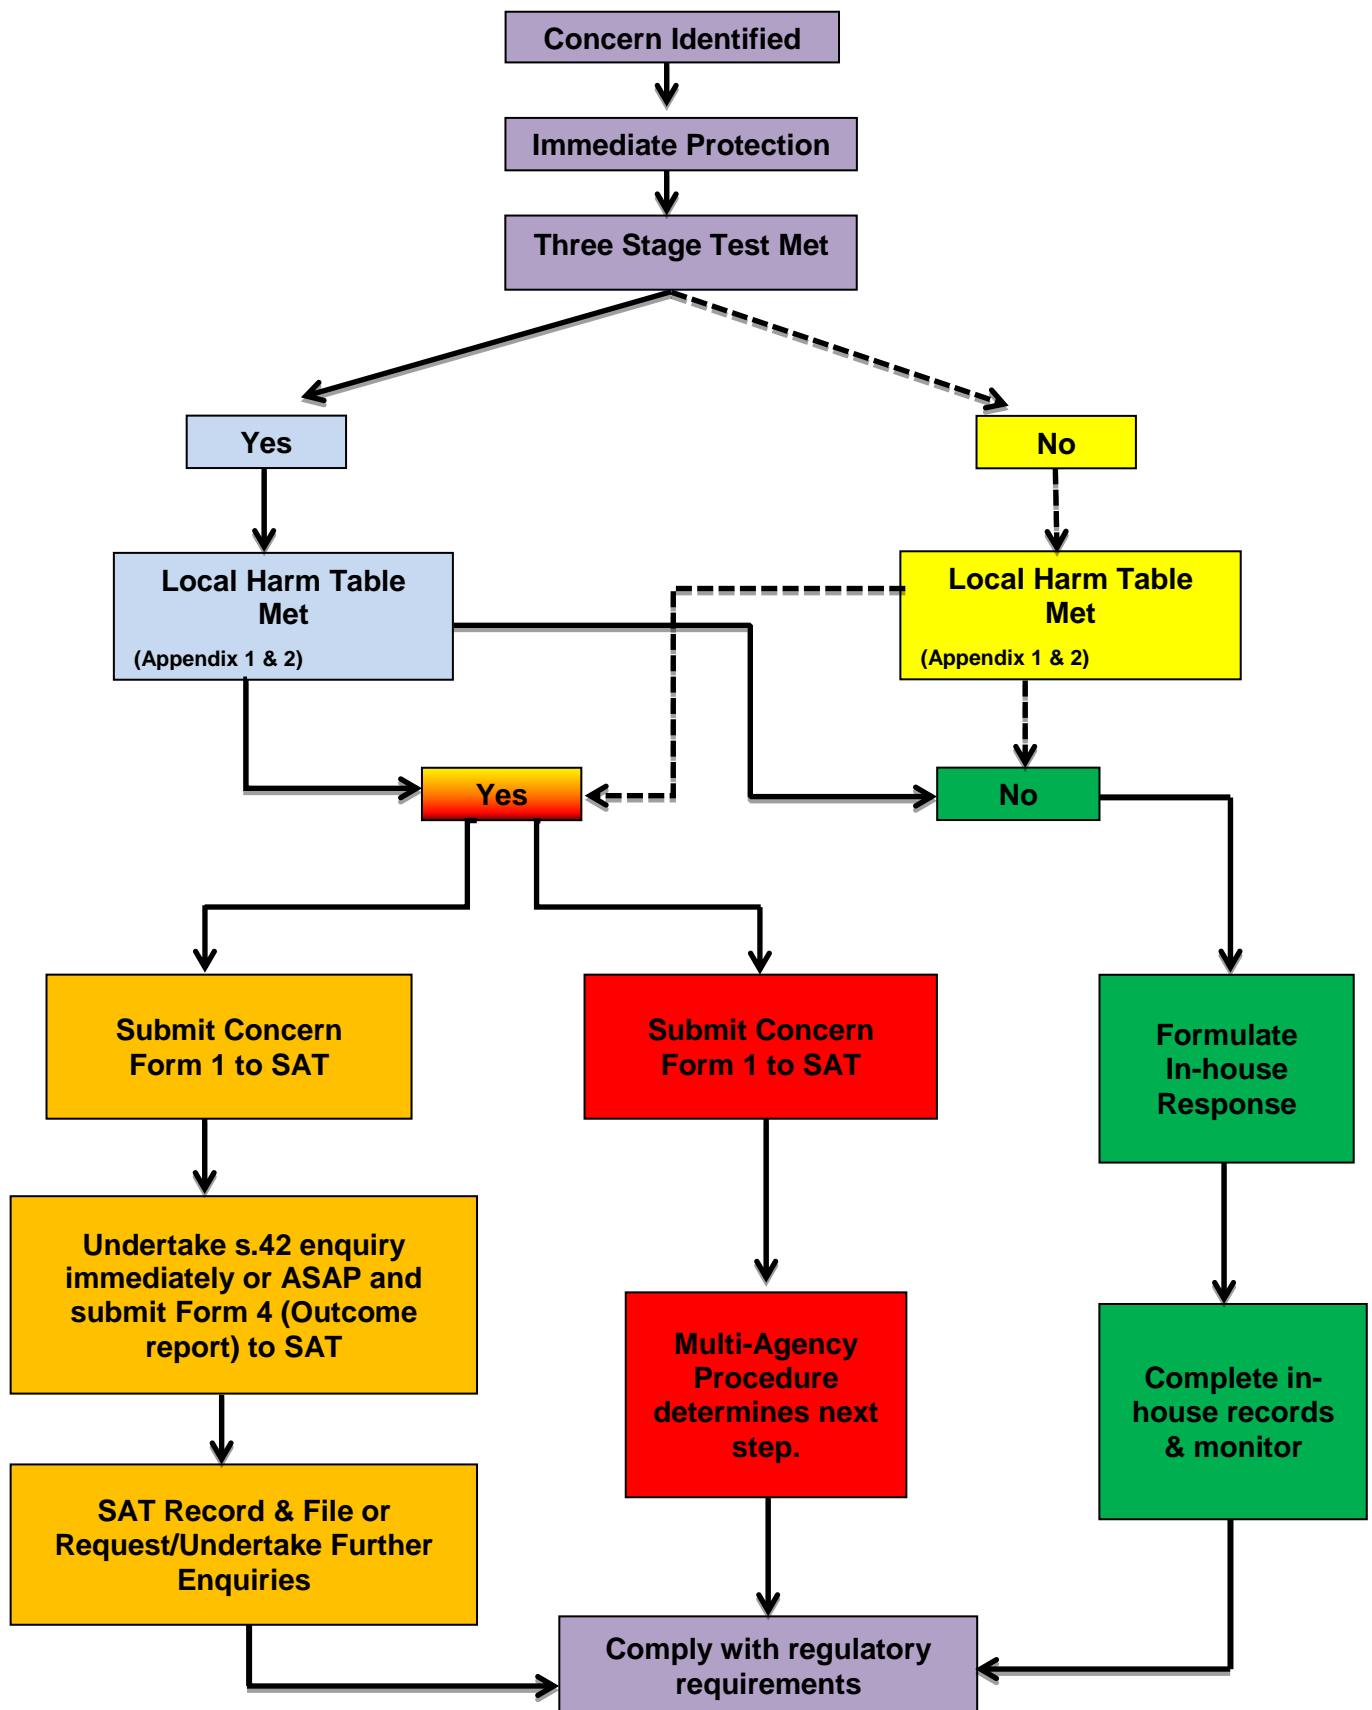 Concern Identified
Immediate Protection
Three Stage Test Met
Yes
No
Local Harm Table
Met
(Appendix 1 & 2)
Local Harm Table
Met
(Appendix 1 & 2)
Yes
No
Submit Concern
Form 1 to SAT
Submit Concern
Form 1 to SAT
Formulate
In-house
Response
Undertake s.42 enquiry
immediately or ASAP and
submit Form 4 (Outcome
report) to SAT
Multi-Agency
Procedure
determines next
step.
Complete in-
house records
& monitor
SAT Record & File or
Request/Undertake Further
Enquiries
Comply with regulatory
requirements